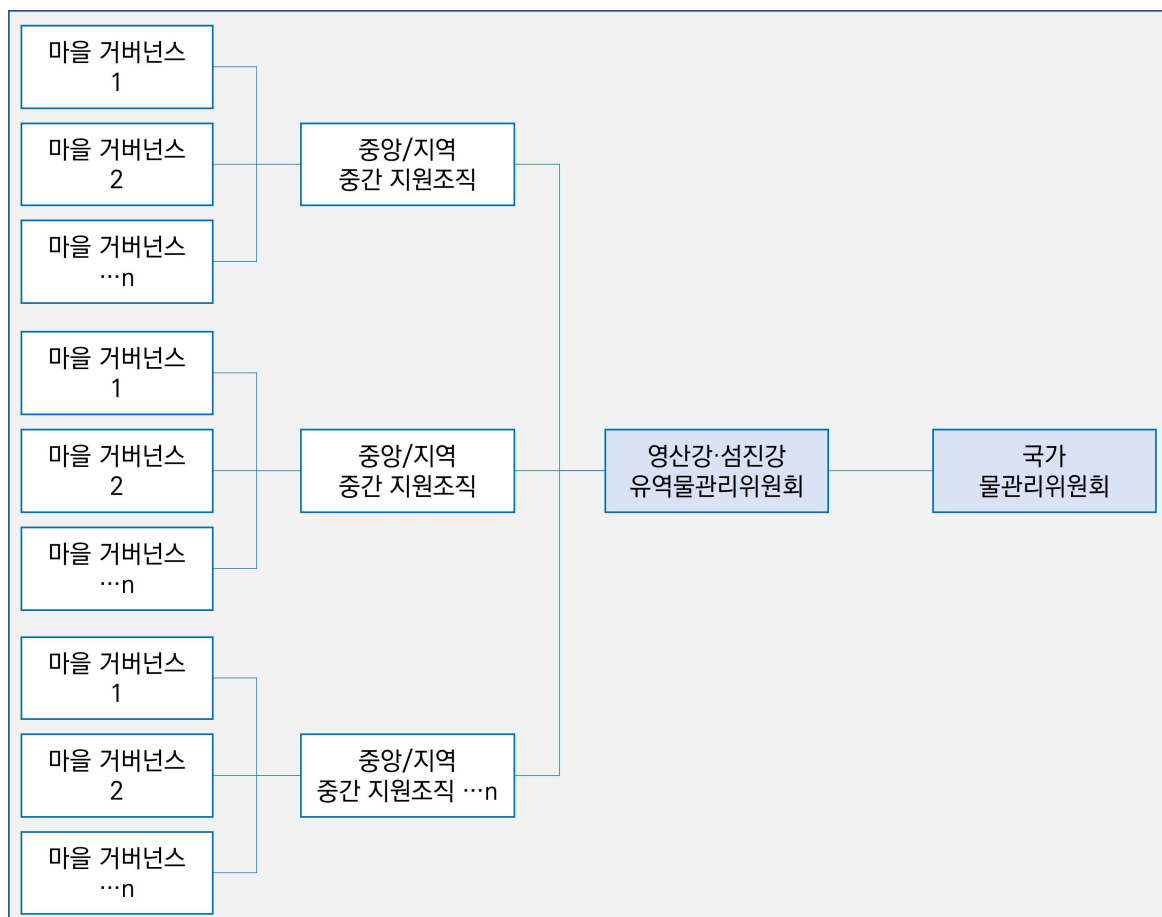 마을 거버넌스
1
마을 거버넌스
2
마을 거버넌스
…n
중앙/지역
중간 지원조직
마을 거버넌스
1
마을 거버넌스
2
마을 거버넌스
…n
중앙/지역
중간 지원조직
마을 거버넌스
1
마을 거버넌스
2
마을 거버넌스
…n
중앙/지역
중간 지원조직 …n
영산강·섬진강
유역물관리위원회
국가
물관리위원회